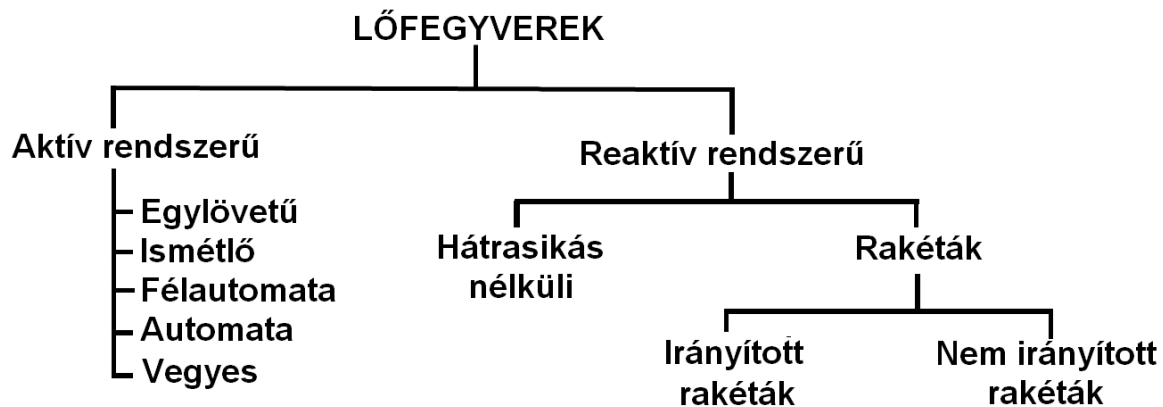 LŐFEGYVEREK
Aktív rendszerű
Egylövetű
Ismétlő
Félautomata
Automata
Vegyes
Reaktív rendszerű
Hátrasikás
nélküli
Rakéták
Irányított
rakéták
Nem irányított
rakéták